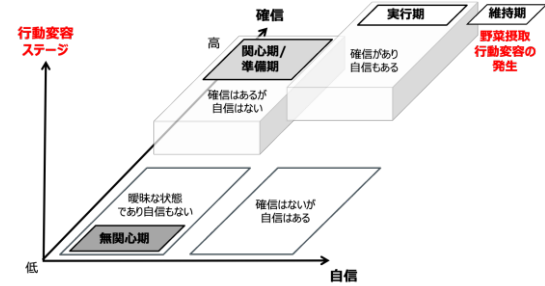 行動変容
ステージ
確信
高
関心期/
準備期
実行期
維持期
野菜摂取
行動変容の
発生
確信があり
自信もある
確信はあるが
自信はない
曖昧な状態
であり自信もない
確信はないが
自信はある
無関心期
低
自信